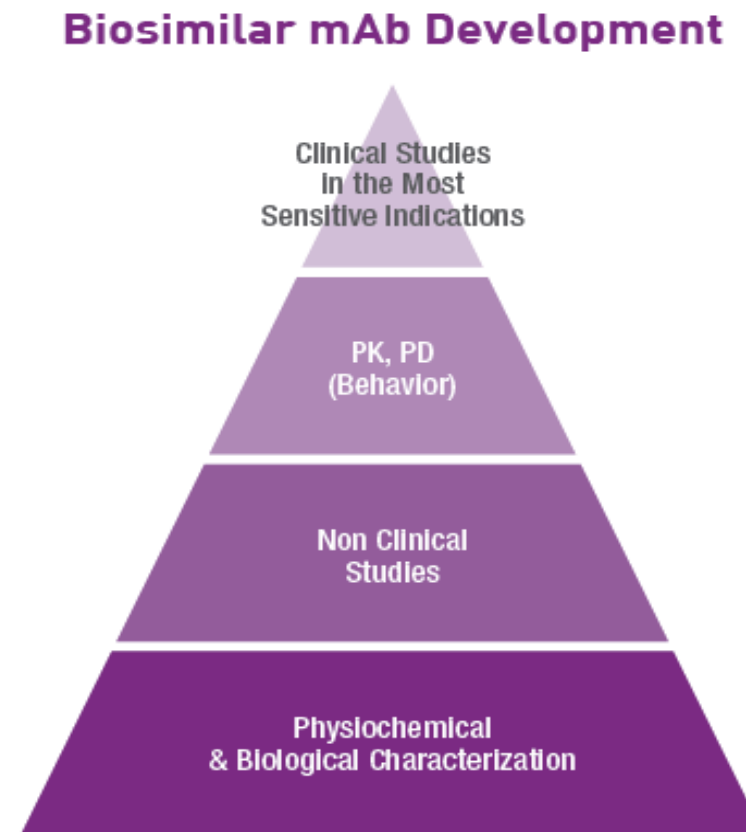 Biosimilar mAb Development
Clinical Studies
in the Most
Sensitive Indications
PK, PD
(Behavior)
Non Clinical
Studies
Physiochemical
& Biological Characterization